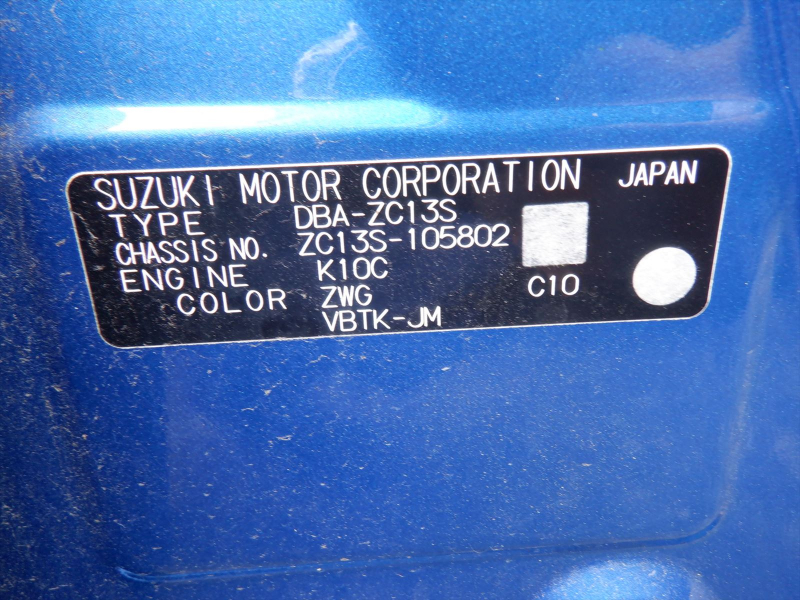 SUZUKI MOTOR CORPORATION JAPAN
TYPE DBA-ZC13S
CHASSIS NO. ZC13S-105802
ENGINE K10C
C10
COLOR ZWG
VBTK-JM